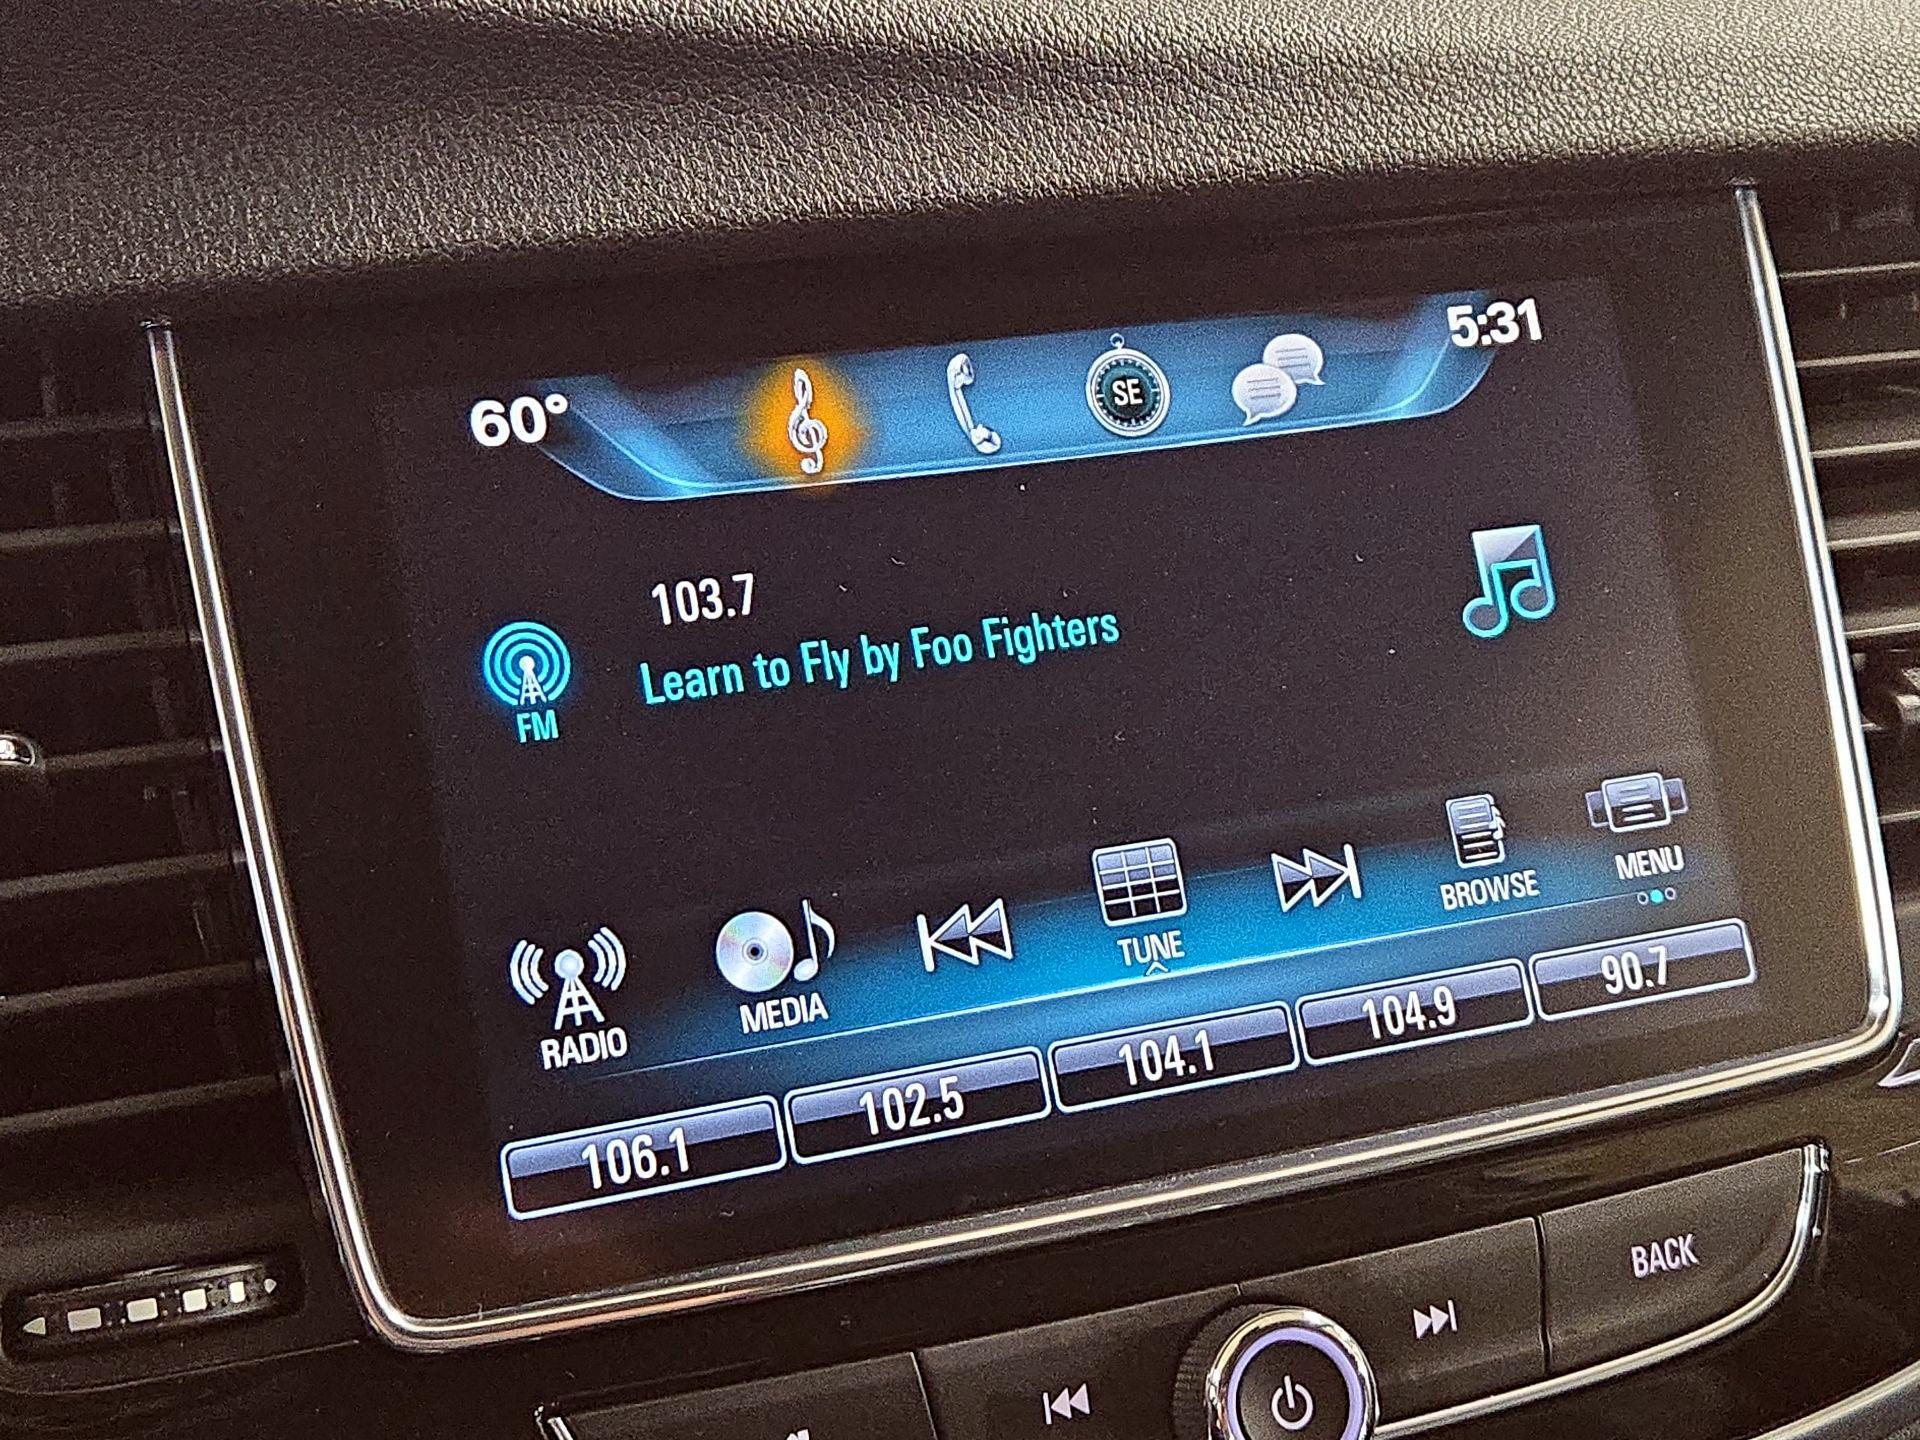 60° SE 5:31
103.7
Learn to Fly by Foo Fighters
FM
RADIO MEDIA TUNE BROWSE MENU
106.1 102.5 104.1 104.9 90.7
BACK